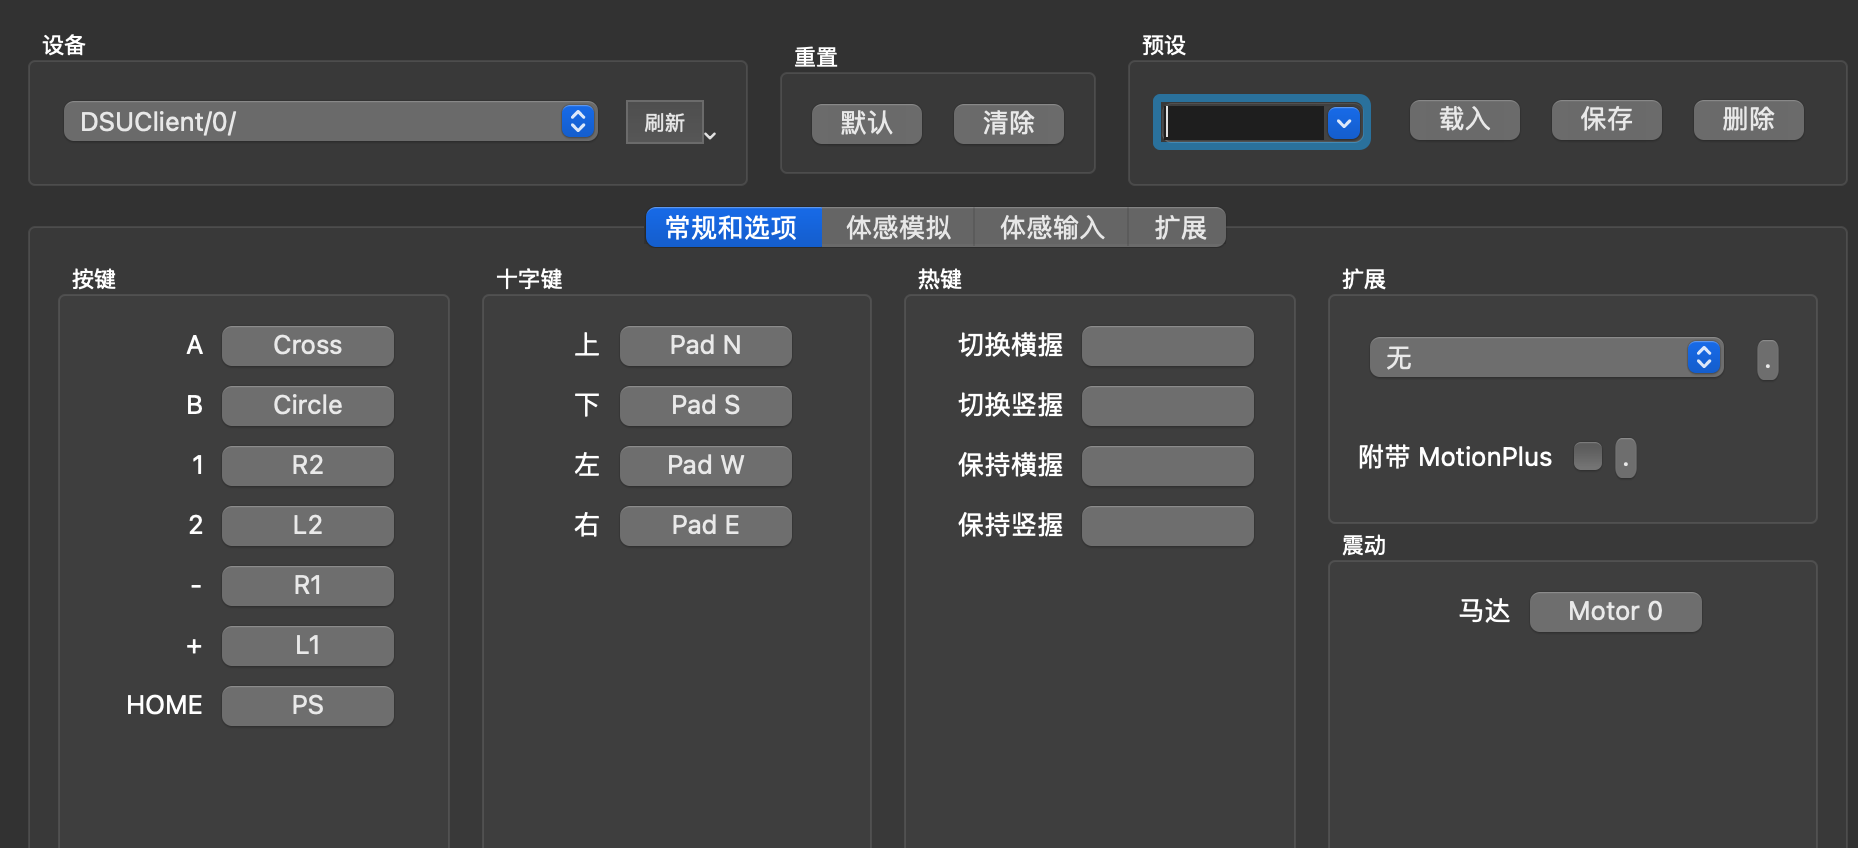 设备
DSUClient/0/
刷新
重置
默认
清除
预设
载入
保存
删除
常规和选项
体感模拟
体感输入
扩展
按键
A Cross
B Circle
1 R2
2 L2
- R1
+ L1
HOME PS
十字键
上 Pad N
下 Pad S
左 Pad W
右 Pad E
热键
切换横握
切换竖握
保持横握
保持竖握
扩展
无
.
附带 MotionPlus
.
震动
马达 Motor 0